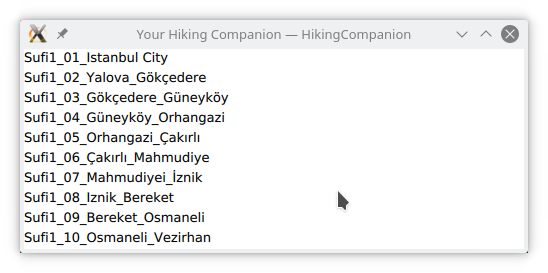 Your Hiking Companion — HikingCompanion
Sufi1_01_Istanbul City
Sufi1_02_Yalova_Gökçedere
Sufi1_03_Gökçedere_Güneyköy
Sufi1_04_Güneyköy_Orhangazi
Sufi1_05_Orhangazi_Çakırlı
Sufi1_06_Çakırlı_Mahmudiye
Sufi1_07_Mahmudiyei_İznik
Sufi1_08_Iznik_Bereket
Sufi1_09_Bereket_Osmaneli
Sufi1_10_Osmaneli_Vezirhan